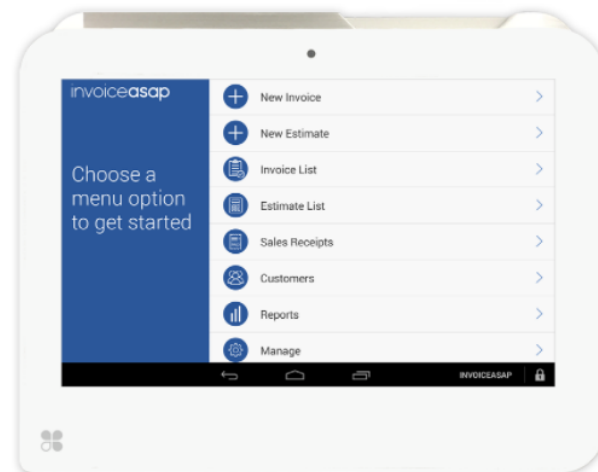 invoiceasap
Choose a
menu option
to get started
New Invoice
New Estimate
Invoice List
Estimate List
Sales Receipts
Customers
Reports
Manage
INVOICEASAP